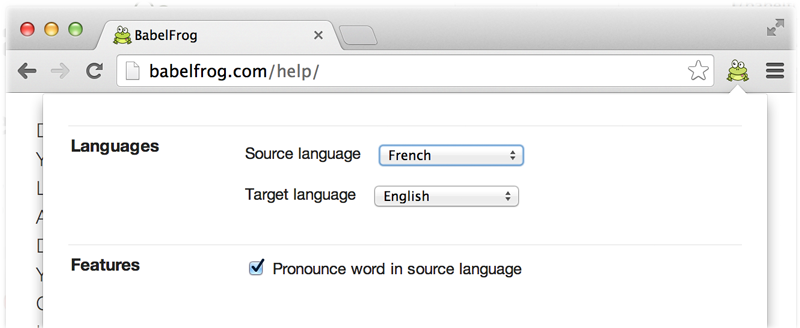 BabelFrog
babelfrog.com/help/
Languages
Source language French
Target language English
Features
Pronounce word in source language